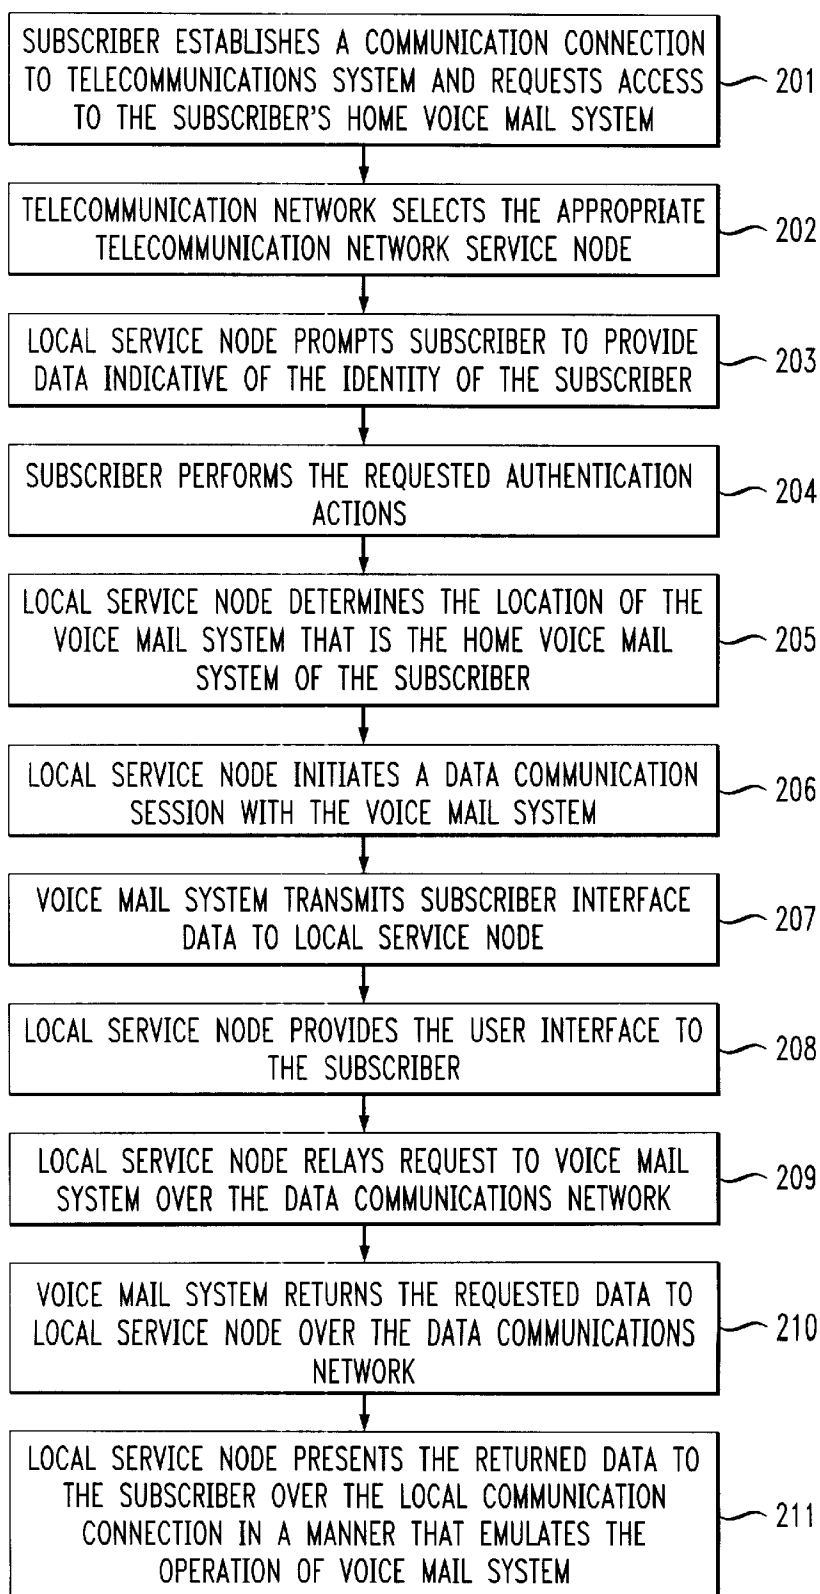 SUBSCRIBER ESTABLISHES A COMMUNICATION CONNECTION
TO TELECOMMUNICATIONS SYSTEM AND REQUESTS ACCESS
TO THE SUBSCRIBER'S HOME VOICE MAIL SYSTEM
201
TELECOMMUNICATION NETWORK SELECTS THE APPROPRIATE
TELECOMMUNICATION NETWORK SERVICE NODE
202
LOCAL SERVICE NODE PROMPTS SUBSCRIBER TO PROVIDE
DATA INDICATIVE OF THE IDENTITY OF THE SUBSCRIBER
203
SUBSCRIBER PERFORMS THE REQUESTED AUTHENTICATION
ACTIONS
204
LOCAL SERVICE NODE DETERMINES THE LOCATION OF THE
VOICE MAIL SYSTEM THAT IS THE HOME VOICE MAIL
SYSTEM OF THE SUBSCRIBER
205
LOCAL SERVICE NODE INITIATES A DATA COMMUNICATION
SESSION WITH THE VOICE MAIL SYSTEM
206
VOICE MAIL SYSTEM TRANSMITS SUBSCRIBER INTERFACE
DATA TO LOCAL SERVICE NODE
207
LOCAL SERVICE NODE PROVIDES THE USER INTERFACE TO
THE SUBSCRIBER
208
LOCAL SERVICE NODE RELAYS REQUEST TO VOICE MAIL
SYSTEM OVER THE DATA COMMUNICATIONS NETWORK
209
VOICE MAIL SYSTEM RETURNS THE REQUESTED DATA TO
LOCAL SERVICE NODE OVER THE DATA COMMUNICATIONS
NETWORK
210
LOCAL SERVICE NODE PRESENTS THE RETURNED DATA TO
THE SUBSCRIBER OVER THE LOCAL COMMUNICATION
CONNECTION IN A MANNER THAT EMULATES THE
OPERATION OF VOICE MAIL SYSTEM
211